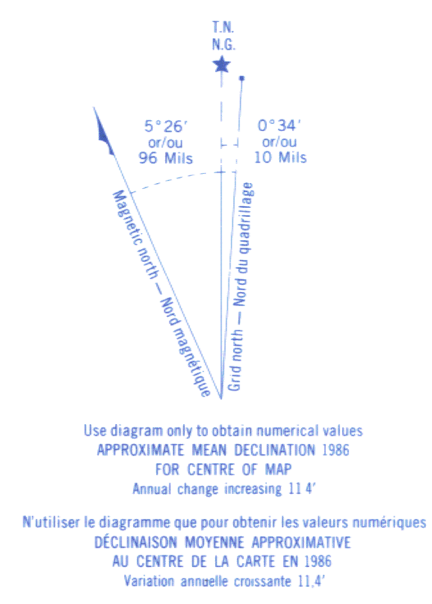 T.N.
N.G.
5°26′
or/ou
96 Mils
0°34′
or/ou
10 Mils
Magnetic north — Nord magnétique
Grid north — Nord du quadrillage
Use diagram only to obtain numerical values
APPROXIMATE MEAN DECLINATION 1986
FOR CENTRE OF MAP
Annual change increasing 11 4′
N'utiliser le diagramme que pour obtenir les valeurs numériques
DÉCLINAISON MOYENNE APPROXIMATIVE
AU CENTRE DE LA CARTE EN 1986
Variation annuelle croissante 11,4′